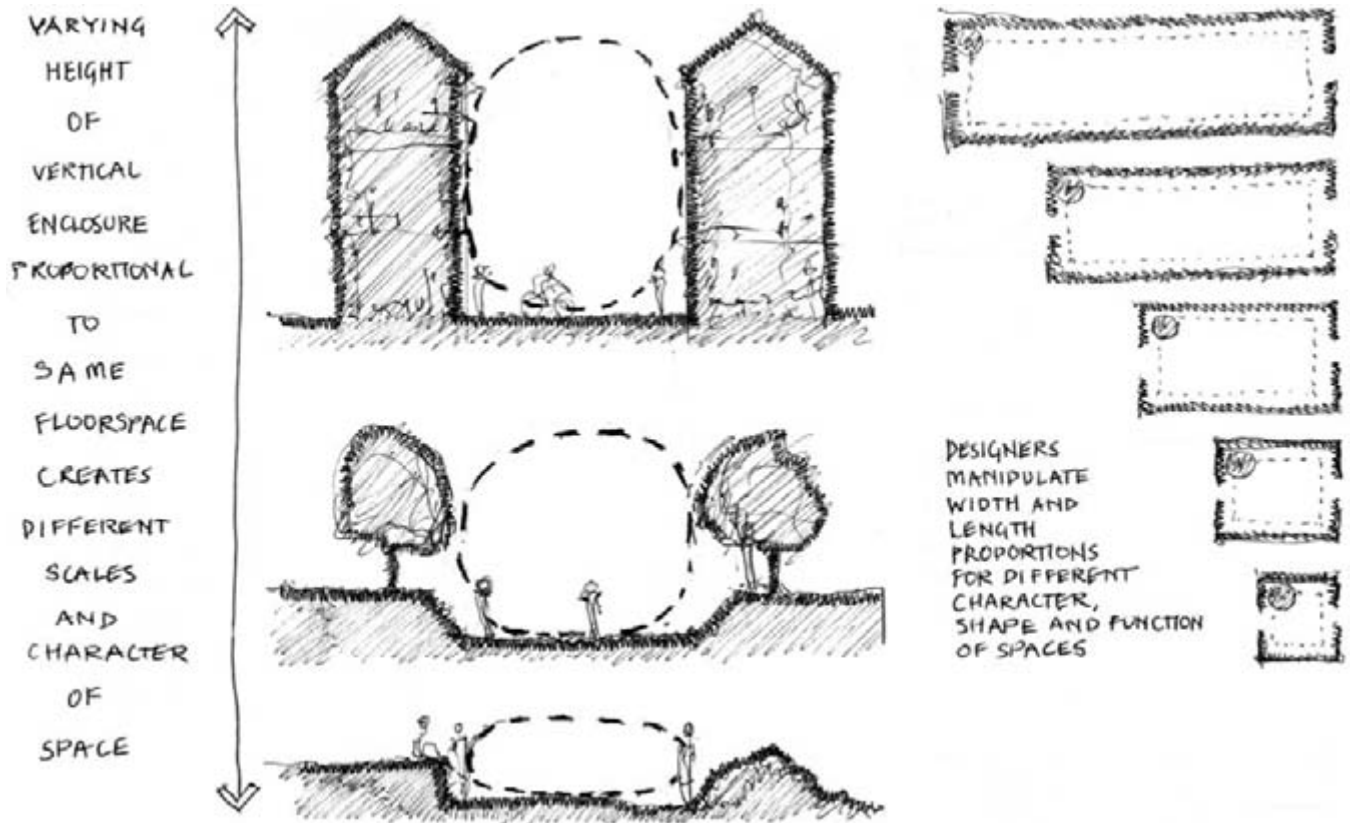 VARYING
HEIGHT
OF
VERTICAL
ENCLOSURE
PROPORTIONAL
TO
SAME
FLOORSPACE
CREATES
DIFFERENT
SCALES
AND
CHARACTER
OF
SPACE
DESIGNERS
MANIPULATE
WIDTH AND
LENGTH
PROPORTIONS
FOR DIFFERENT
CHARACTER,
SHAPE AND FUNCTION
OF SPACES